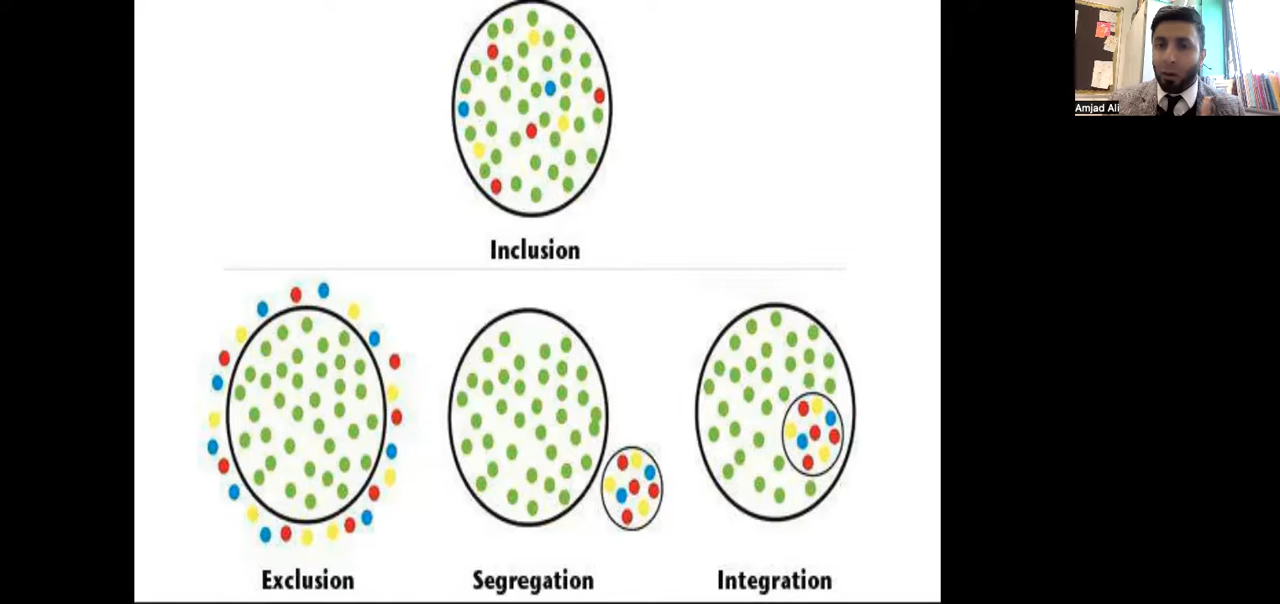 Amjad Ali
Inclusion
Exclusion
Segregation
Integration